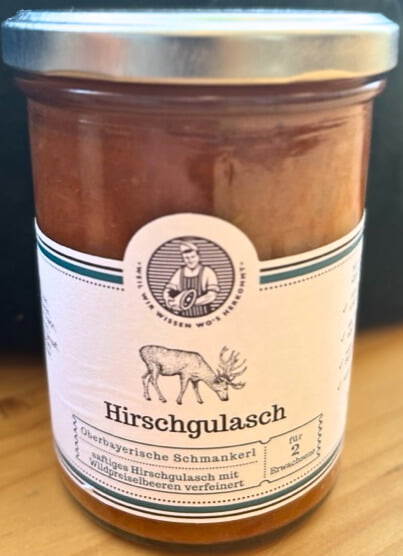 WEIL WIR WISSEN WO'S HERKOMMT
Hirschgulasch
Oberbayerische Schmankerl
saftiges Hirschgulasch mit
Wildpreiselbeeren verfeinert
für
2
Erwachsene